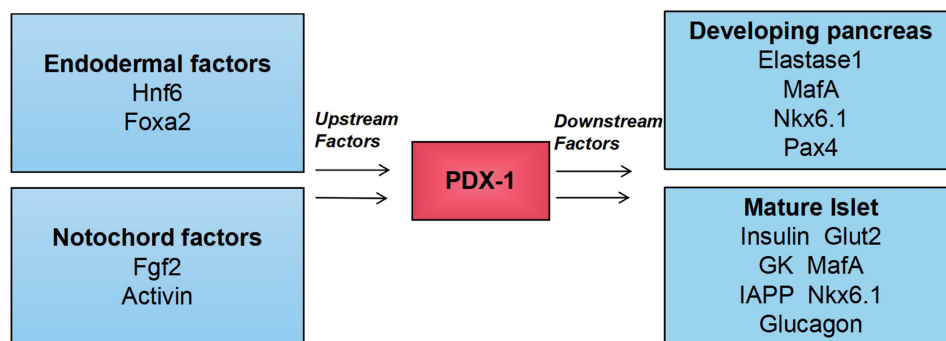 Endodermal factors
Hnf6
Foxa2
Notochord factors
Fgf2
Activin
Upstream
Factors
PDX-1
Downstream
Factors
Developing pancreas
Elastase1
MafA
Nkx6.1
Pax4
Mature Islet
Insulin Glut2
GK MafA
IAPP Nkx6.1
Glucagon